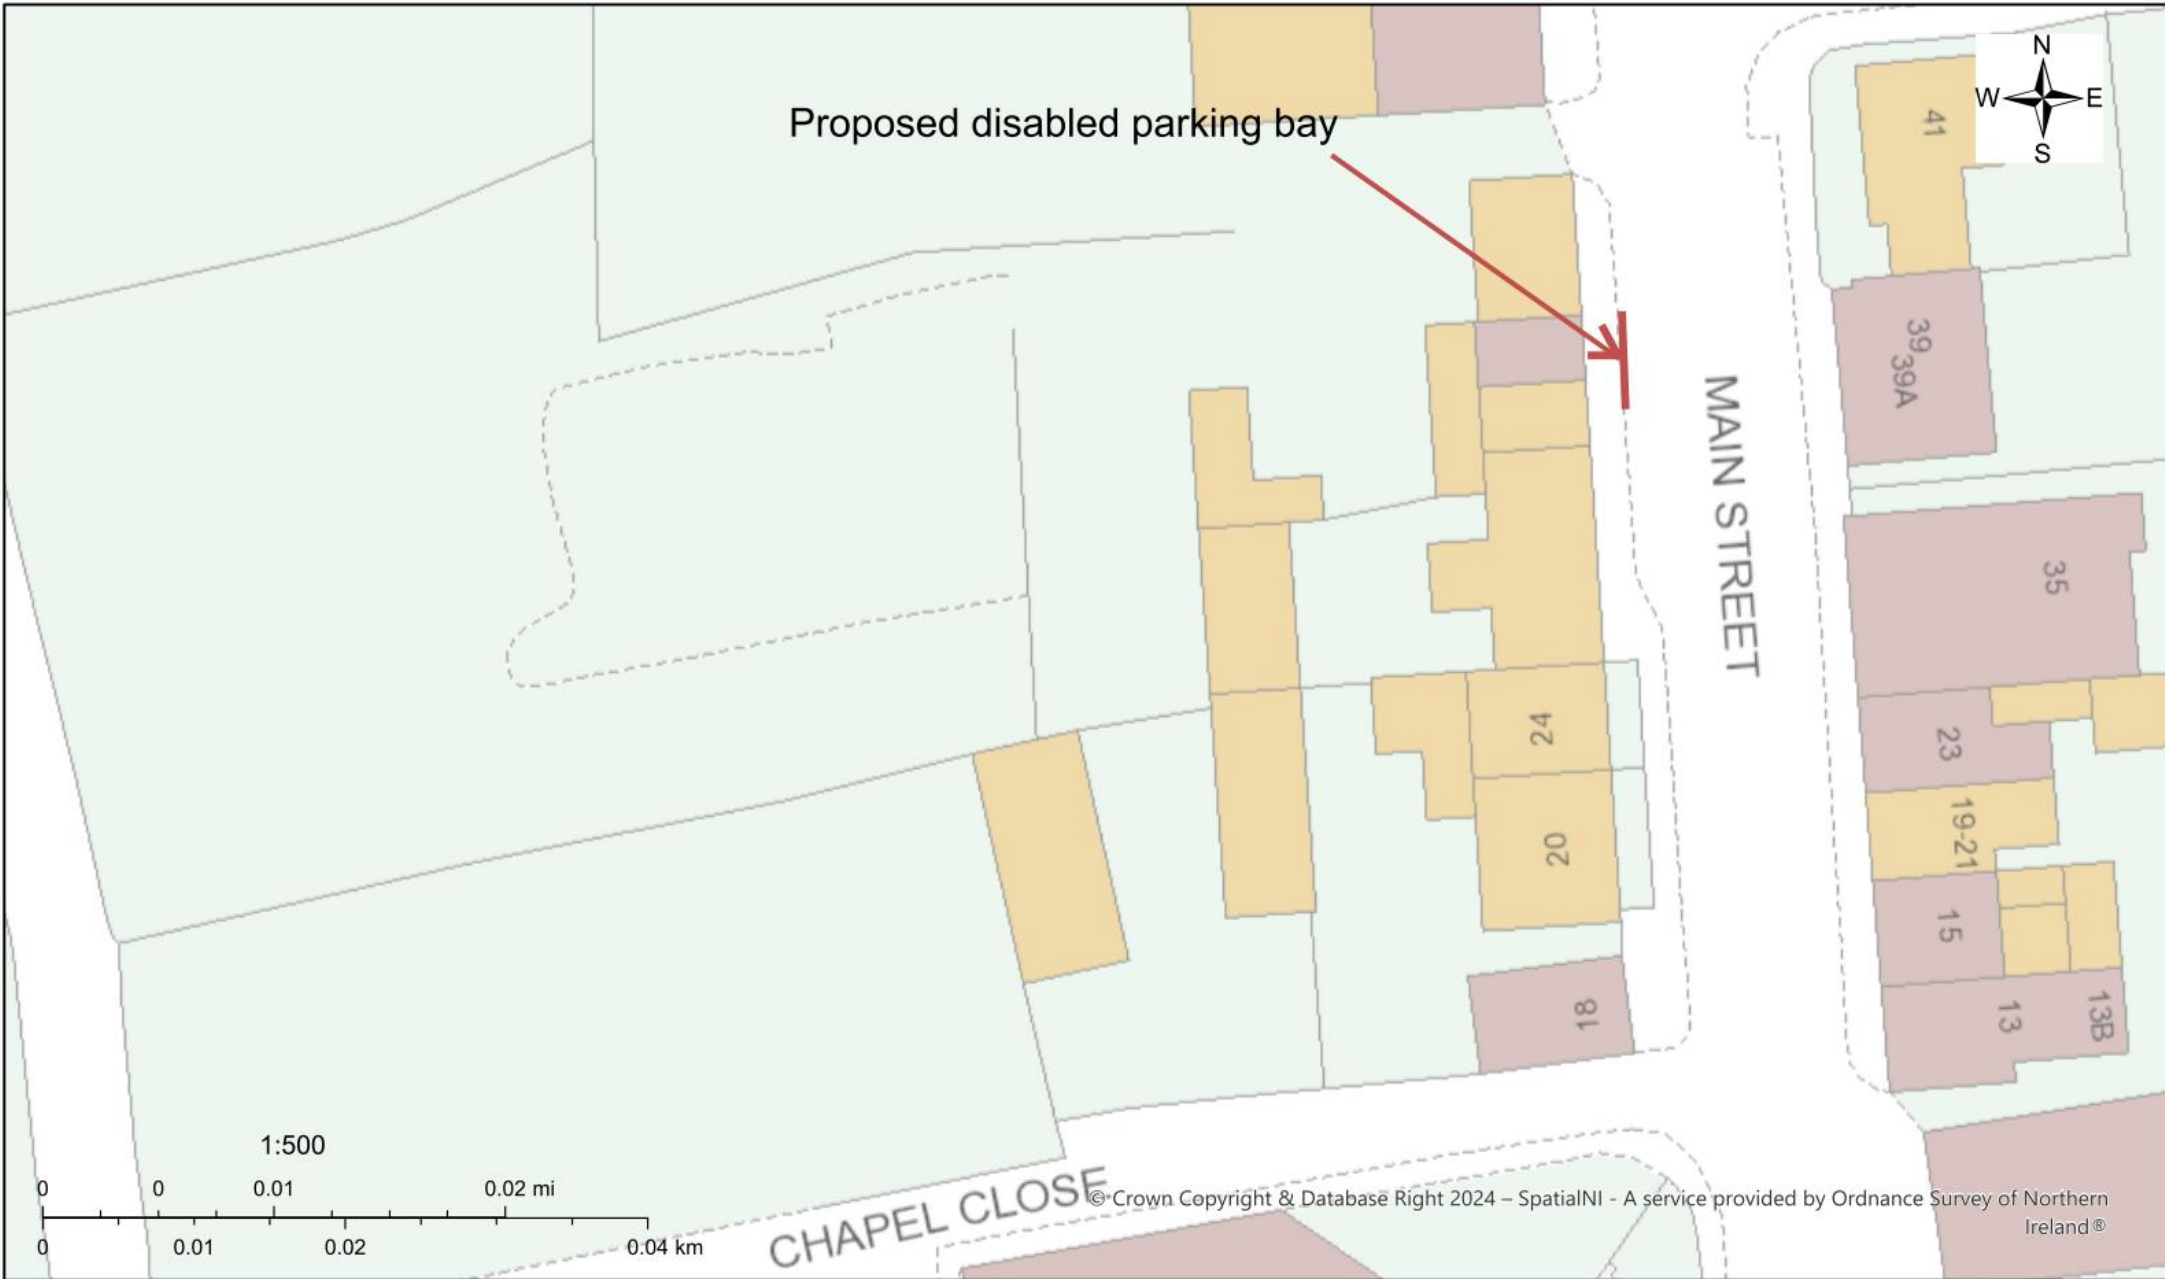 N
W E
S
41
Proposed disabled parking bay
39
39A
MAIN STREET
35
24
23
20
19-21
15
18
13
13B
1:500
0 0 0.01 0.02 mi
0 0.01 0.02 0.04 km
CHAPEL CLOSE
© Crown Copyright & Database Right 2024 – SpatialNI - A service provided by Ordnance Survey of Northern
Ireland®